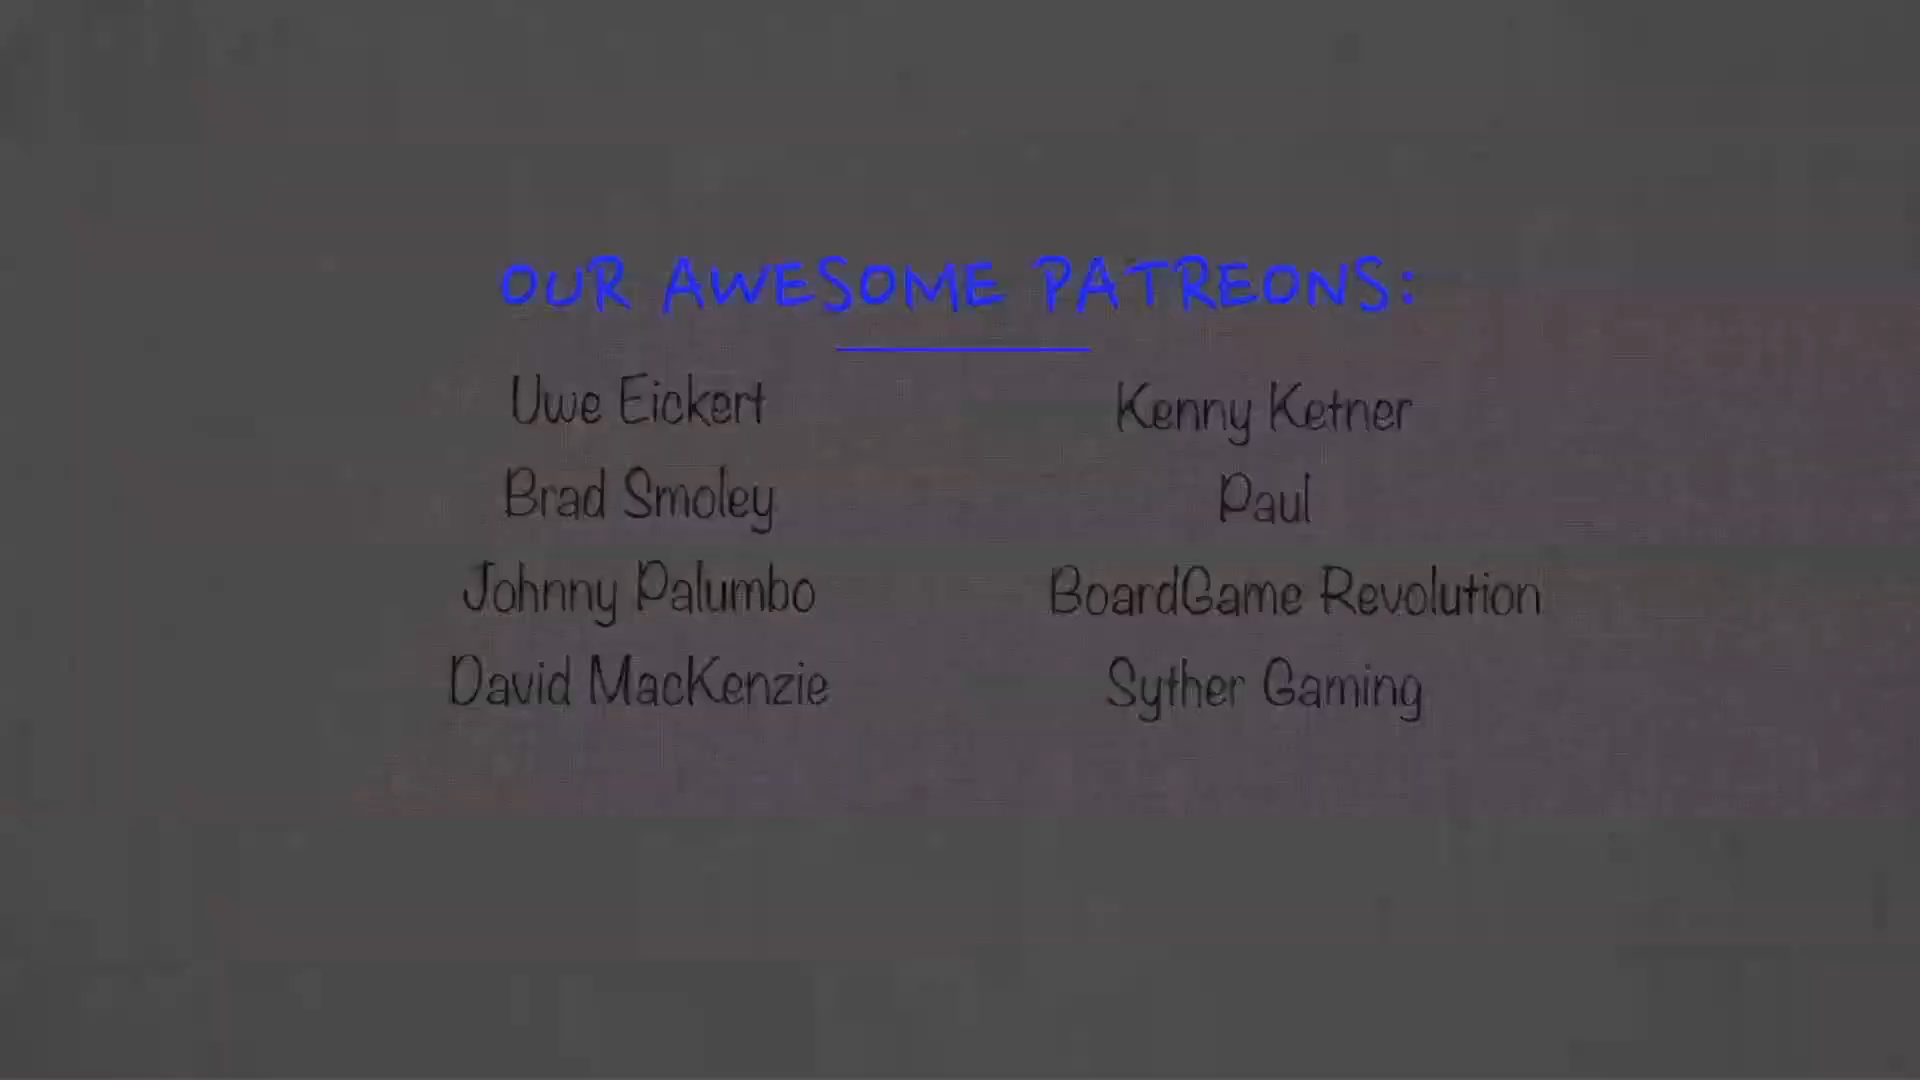 OUR AWESOME PATREONS:
Uwe Eickert
Brad Smoley
Johnny Palumbo
David MacKenzie
Kenny Ketner
Paul
BoardGame Revolution
Syther Gaming